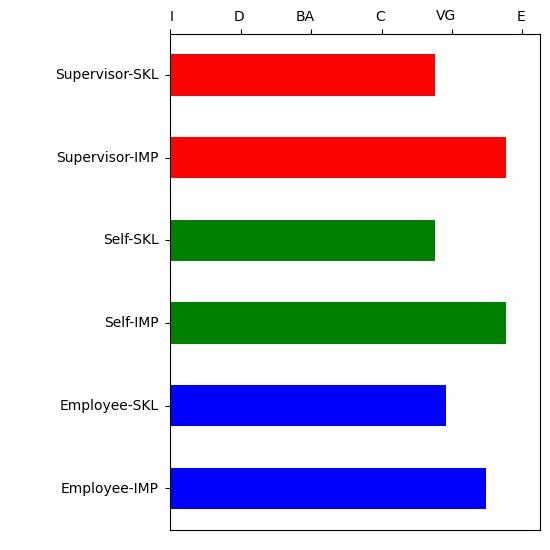 I D BA C VG E
Supervisor-SKL
Supervisor-IMP
Self-SKL
Self-IMP
Employee-SKL
Employee-IMP